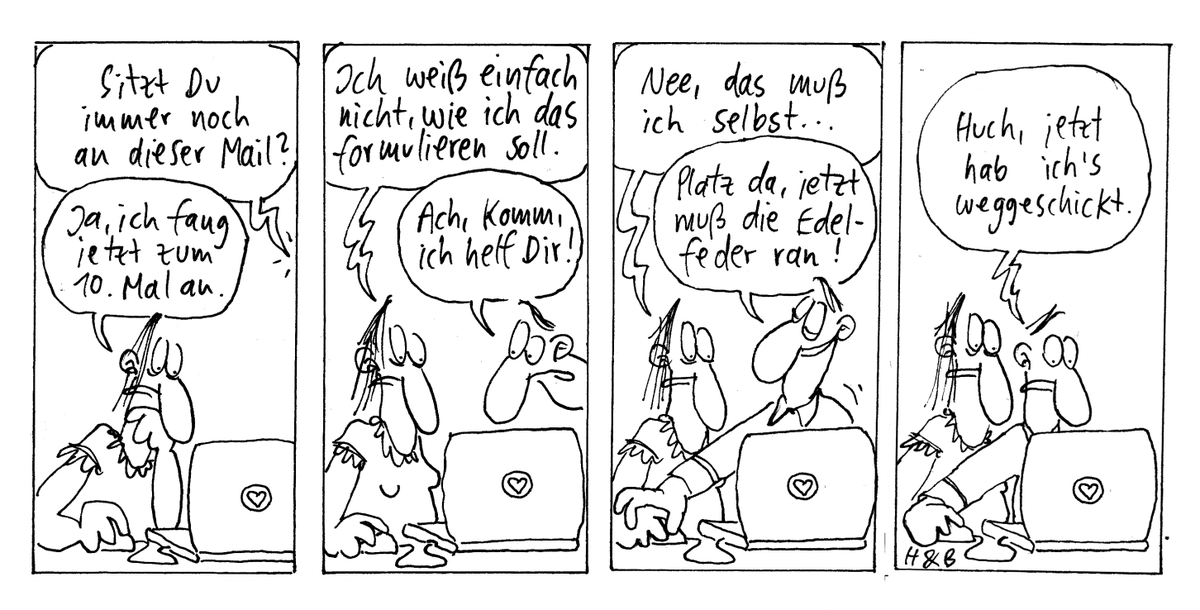 Sitzt Du
immer noch
an dieser Mail?
Ja, ich fang
jetzt zum
10. Mal an.
Ich weiß einfach
nicht, wie ich das
formulieren soll.
Ach, komm,
ich helf Dir!
Nee, das muß
ich selbst...
Platz da, jetzt
muß die Edel-
feder ran!
Huch, jetzt
hab ich's
weggeschickt.
H&B